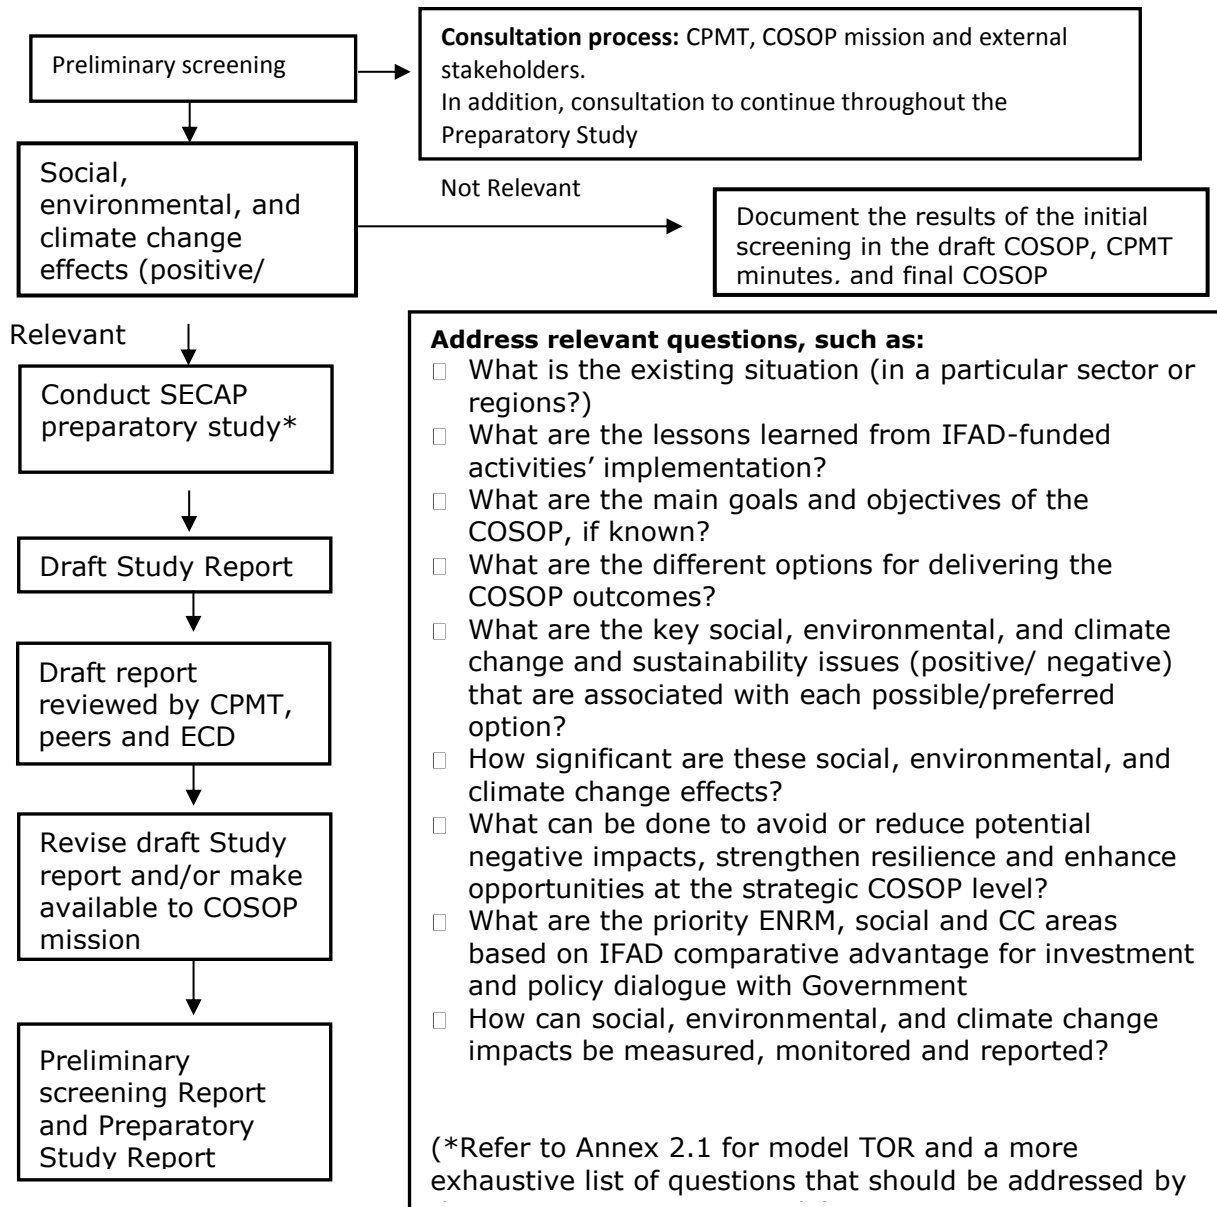 Preliminary screening
Consultation process: CPMT, COSOP mission and external
stakeholders.
In addition, consultation to continue throughout the
Preparatory Study
Social,
environmental, and
climate change
effects (positive/
Not Relevant
Document the results of the initial
screening in the draft COSOP, CPMT
minutes, and final COSOP
Relevant
Conduct SECAP
preparatory study*
Draft Study Report
Draft report
reviewed by CPMT,
peers and ECD
Revise draft Study
report and/or make
available to COSOP
mission
Preliminary
screening Report
and Preparatory
Study Report
Address relevant questions, such as:
What is the existing situation (in a particular sector or
regions?)
What are the lessons learned from IFAD-funded
activities’ implementation?
What are the main goals and objectives of the
COSOP, if known?
What are the different options for delivering the
COSOP outcomes?
What are the key social, environmental, and climate
change and sustainability issues (positive/ negative)
that are associated with each possible/preferred
option?
How significant are these social, environmental, and
climate change effects?
What can be done to avoid or reduce potential
negative impacts, strengthen resilience and enhance
opportunities at the strategic COSOP level?
What are the priority ENRM, social and CC areas
based on IFAD comparative advantage for investment
and policy dialogue with Government
How can social, environmental, and climate change
impacts be measured, monitored and reported?
(*Refer to Annex 2.1 for model TOR and a more
exhaustive list of questions that should be addressed by